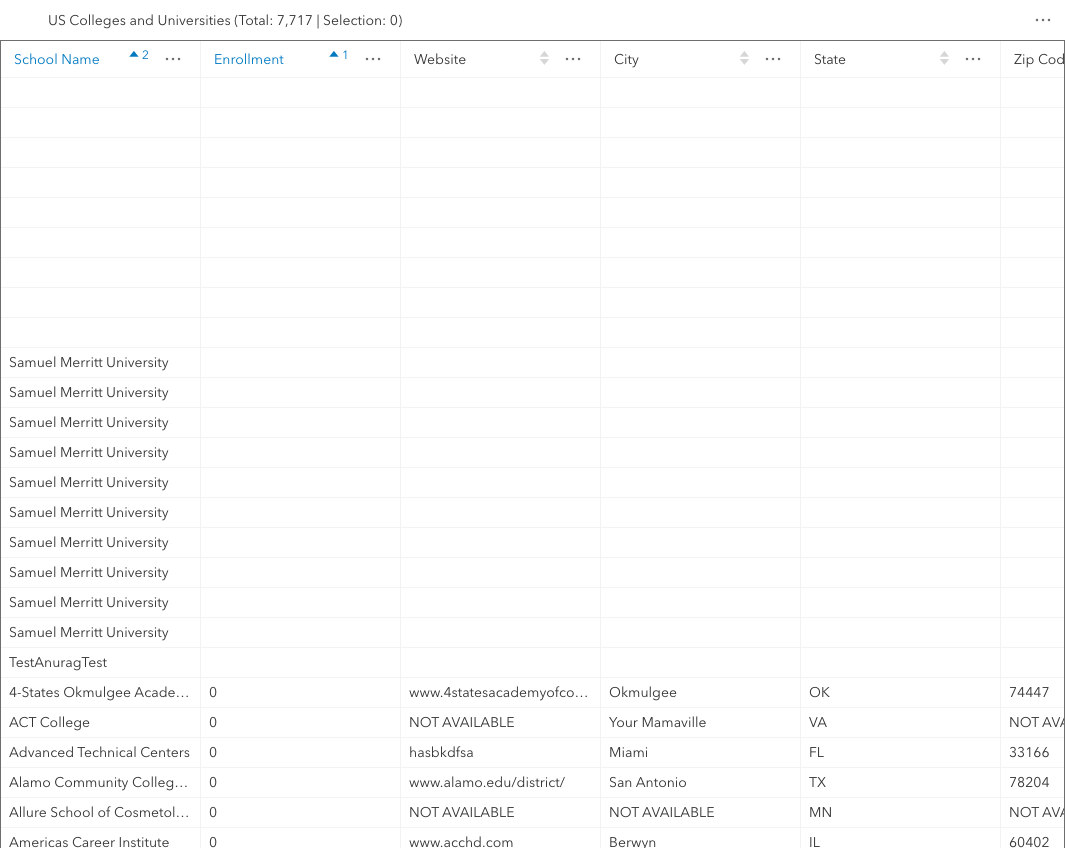 US Colleges and Universities (Total: 7,717 | Selection: 0)
School Name 2 Enrollment 1 Website City State Zip Cod
Samuel Merritt University
Samuel Merritt University
Samuel Merritt University
Samuel Merritt University
Samuel Merritt University
Samuel Merritt University
Samuel Merritt University
Samuel Merritt University
Samuel Merritt University
Samuel Merritt University
TestAnuragTest
4-States Okmulgee Acade... 0 www.4statesacademyofco... Okmulgee OK 74447
ACT College 0 NOT AVAILABLE Your Mamaville VA NOT AVA
Advanced Technical Centers 0 hasbkdfsa Miami FL 33166
Alamo Community Colleg... 0 www.alamo.edu/district/ San Antonio TX 78204
Allure School of Cosmetol... 0 NOT AVAILABLE NOT AVAILABLE MN NOT AVA
Americas Career Institute 0 www.acchd.com Berwyn IL 60402